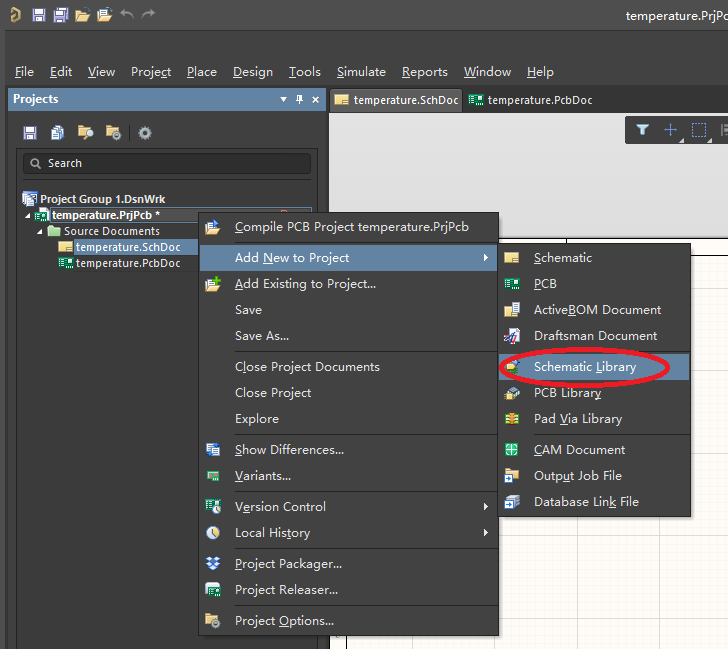 temperature.PrjPc
File Edit View Project Place Design Tools Simulate Reports Window Help
Projects
temperature.SchDoc
temperature.PcbDoc
Search
Project Group 1.DsnWrk
temperature.PrjPcb *
Source Documents
temperature.SchDoc
temperature.PcbDoc
Compile PCB Project temperature.PrjPcb
Add New to Project
Add Existing to Project...
Save
Save As...
Close Project Documents
Close Project
Explore
Show Differences...
Variants...
Version Control
Local History
Project Packager...
Project Releaser...
Project Options...
Schematic
PCB
ActiveBOM Document
Draftsman Document
Schematic Library
PCB Library
Pad Via Library
CAM Document
Output Job File
Database Link File